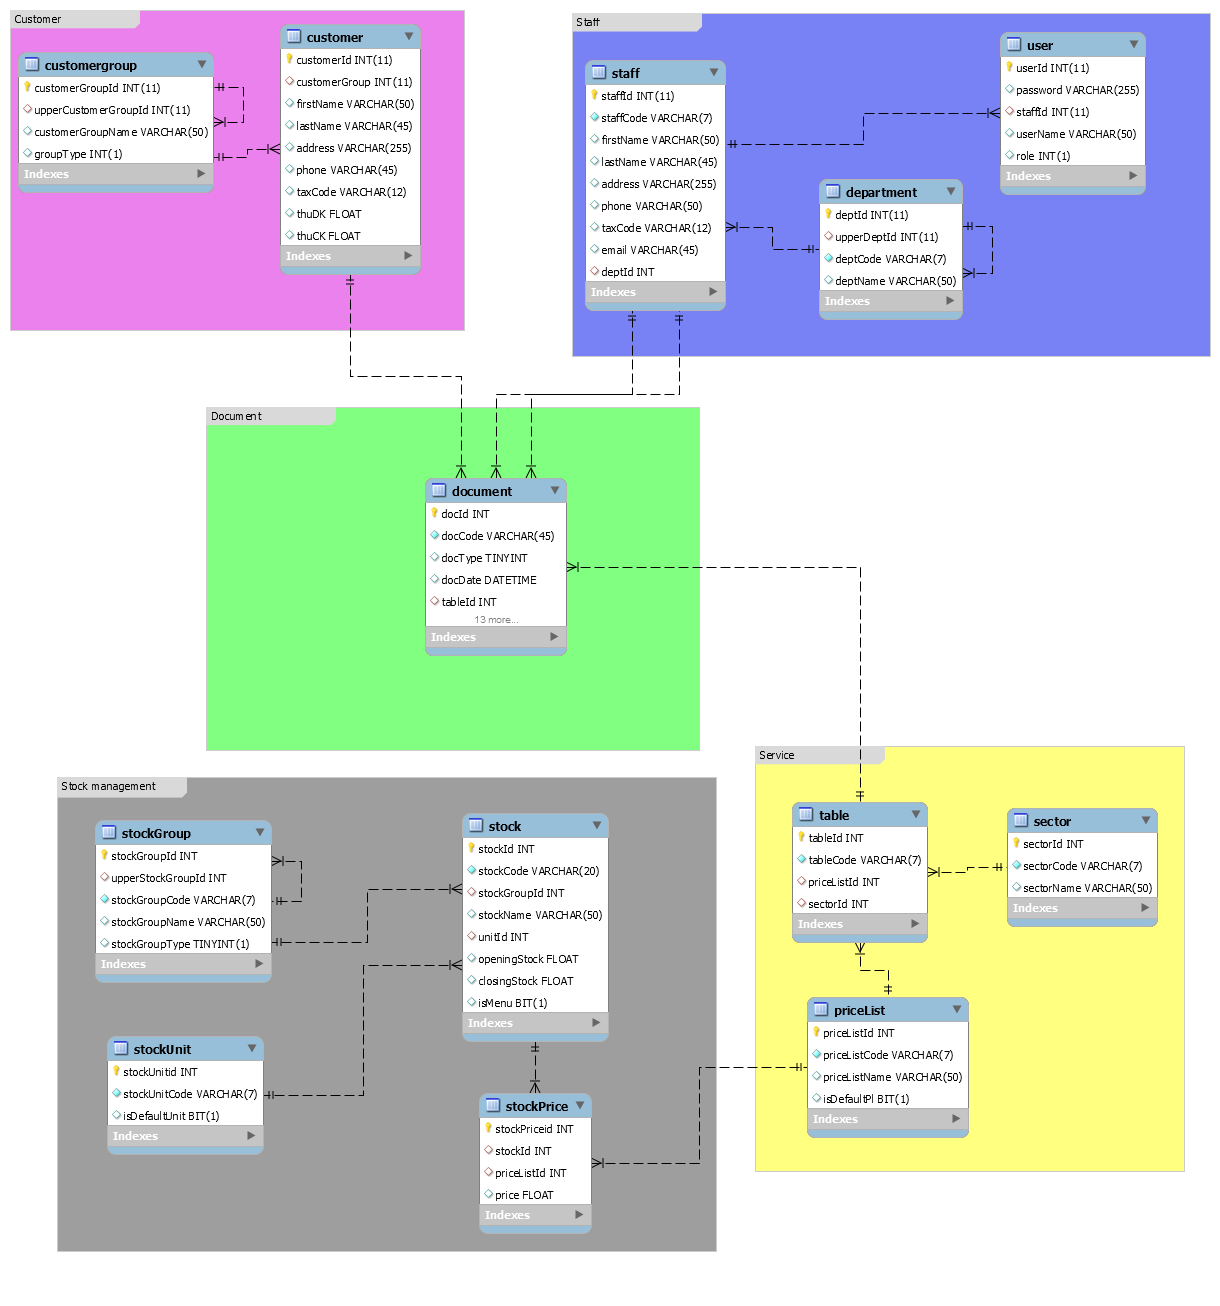 Customer
customergroup
customerGroupId INT(11)
upperCustomerGroupId INT(11)
customerGroupName VARCHAR(50)
groupType INT(1)
Indexes
customer
customerId INT(11)
customerGroup INT(11)
firstName VARCHAR(50)
lastName VARCHAR(45)
address VARCHAR(255)
phone VARCHAR(45)
taxCode VARCHAR(12)
thuDK FLOAT
thuCK FLOAT
Indexes
Staff
staff
staffId INT(11)
staffCode VARCHAR(7)
firstName VARCHAR(50)
lastName VARCHAR(45)
address VARCHAR(255)
phone VARCHAR(50)
taxCode VARCHAR(12)
email VARCHAR(45)
deptId INT
Indexes
user
userId INT(11)
password VARCHAR(255)
staffId INT(11)
userName VARCHAR(50)
role INT(1)
Indexes
department
deptId INT(11)
upperDeptId INT(11)
deptCode VARCHAR(7)
deptName VARCHAR(50)
Indexes
Document
document
docId INT
docCode VARCHAR(45)
docType TINYINT
docDate DATETIME
tableId INT
13 more...
Indexes
Stock management
stockGroup
stockGroupId INT
upperStockGroupId INT
stockGroupCode VARCHAR(7)
stockGroupName VARCHAR(50)
stockGroupType TINYINT(1)
Indexes
stock
stockId INT
stockCode VARCHAR(20)
stockGroupId INT
stockName VARCHAR(50)
unitId INT
openingStock FLOAT
closingStock FLOAT
isMenu BIT(1)
Indexes
stockUnit
stockUnitid INT
stockUnitCode VARCHAR(7)
isDefaultUnit BIT(1)
Indexes
stockPrice
stockPriceid INT
stockId INT
priceListId INT
price FLOAT
Indexes
Service
table
tableId INT
tableCode VARCHAR(7)
priceListId INT
sectorId INT
Indexes
sector
sectorId INT
sectorCode VARCHAR(7)
sectorName VARCHAR(50)
Indexes
priceList
priceListId INT
priceListCode VARCHAR(7)
priceListName VARCHAR(50)
isDefaultPl BIT(1)
Indexes